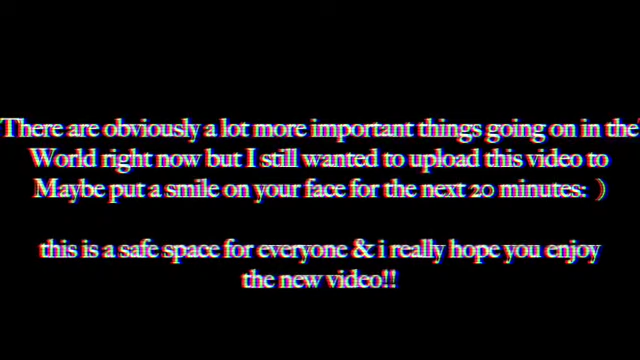 There are obviously a lot more important things going on in the
World right now but I still wanted to upload this video to
Maybe put a smile on your face for the next 20 minutes: )
this is a safe space for everyone & i really hope you enjoy
the new video!!